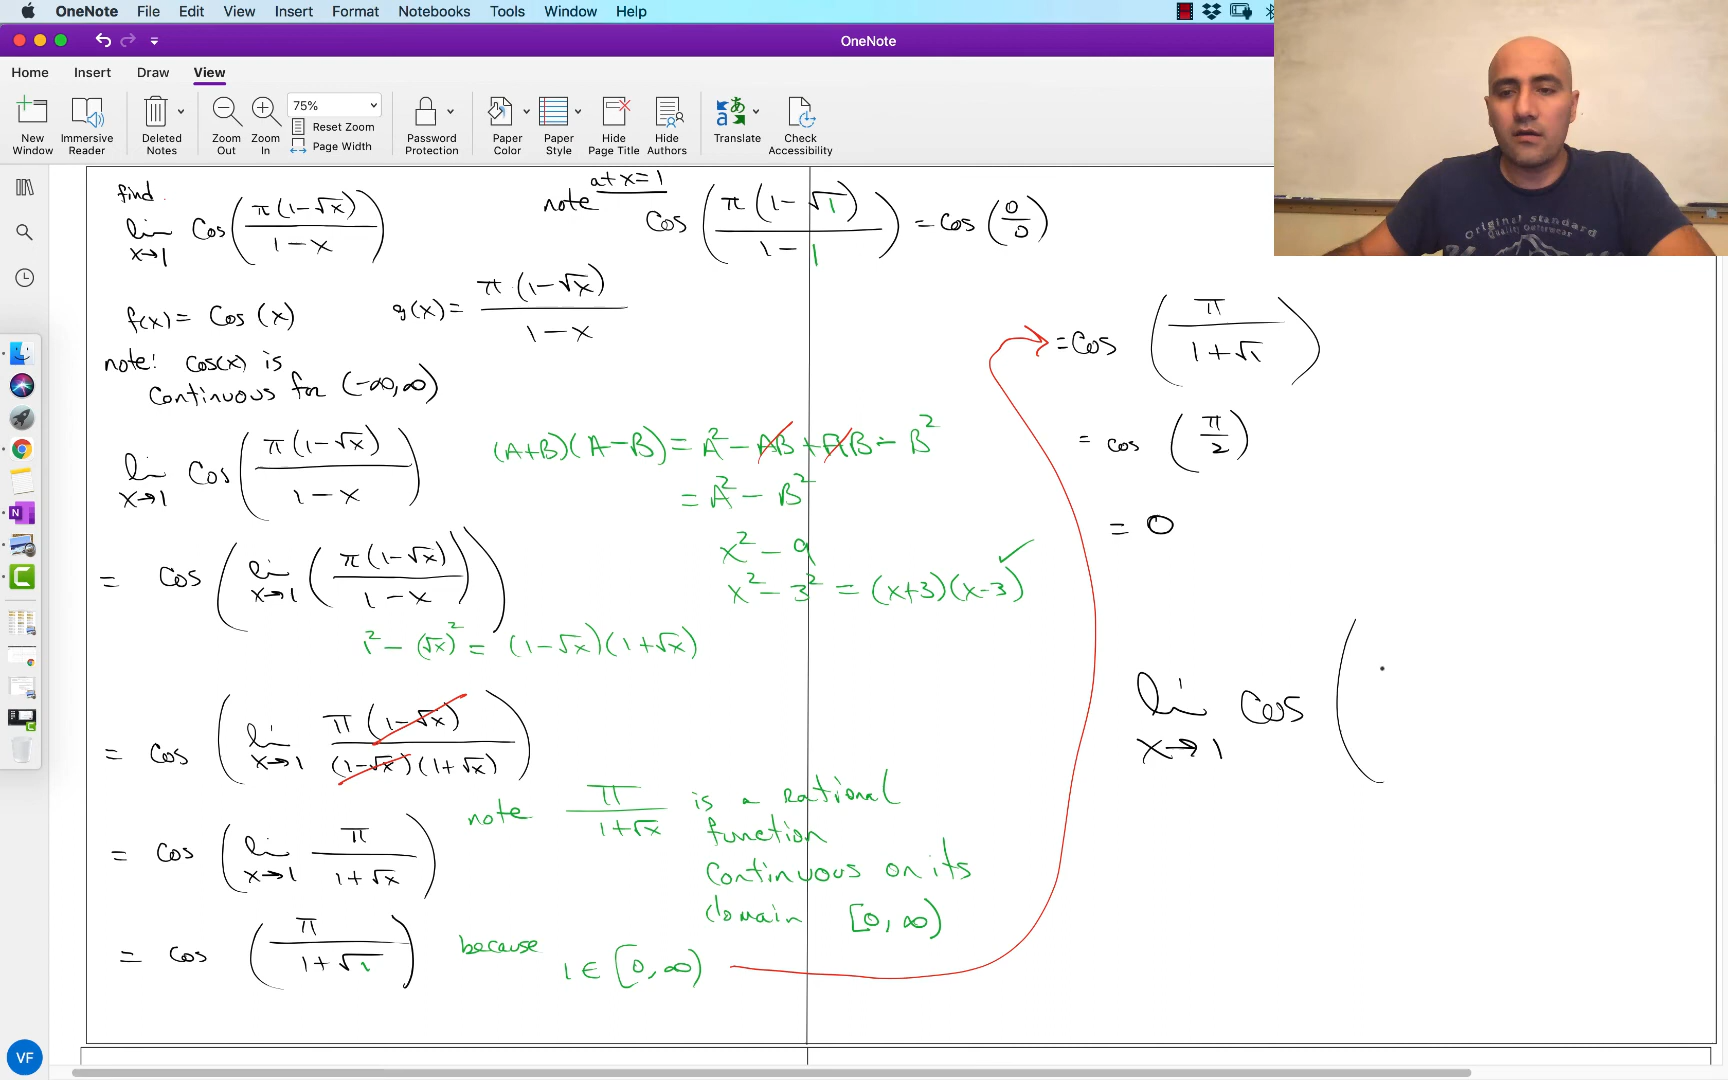 OneNote File Edit View Insert Format Notebooks Tools Window Help
OneNote
Home Insert Draw View
New Window
Immersive Reader
Deleted Notes
Zoom Out
Zoom In
75%
Reset Zoom
Page Width
Password Protection
Paper Color
Paper Style
Hide Page Title
Hide Authors
Translate
Check Accessibility
find
lim x→1 Cos(π(1-√x)/(1-x))
note at x=1
Cos(π(1-√1)/(1-1)) = Cos(0/0)
f(x) = Cos(x)
g(x) = π·(1-√x)/(1-x)
note! Cos(x) is
Continuous for (-∞,∞)
lim x→1 Cos(π(1-√x)/(1-x))
= Cos(lim x→1 (π(1-√x)/(1-x)))
1² - (√x)² = (1-√x)(1+√x)
= Cos(lim x→1 π(1-√x)/((1-√x)(1+√x)))
= Cos(lim x→1 π/(1+√x))
= Cos(π/(1+√1))
(A+B)(A-B) = A² - AB + AB - B²
= A² - B²
x² - 9
x² - 3² = (x+3)(x-3) ✓
note π/(1+√x) is a rational
function
Continuous on its
domain [0,∞)
because
1 ∈ [0,∞)
= Cos(π/(1+√1))
= Cos(π/2)
= 0
lim x→1 Cos(
VF
original standard
Quality Outerwear